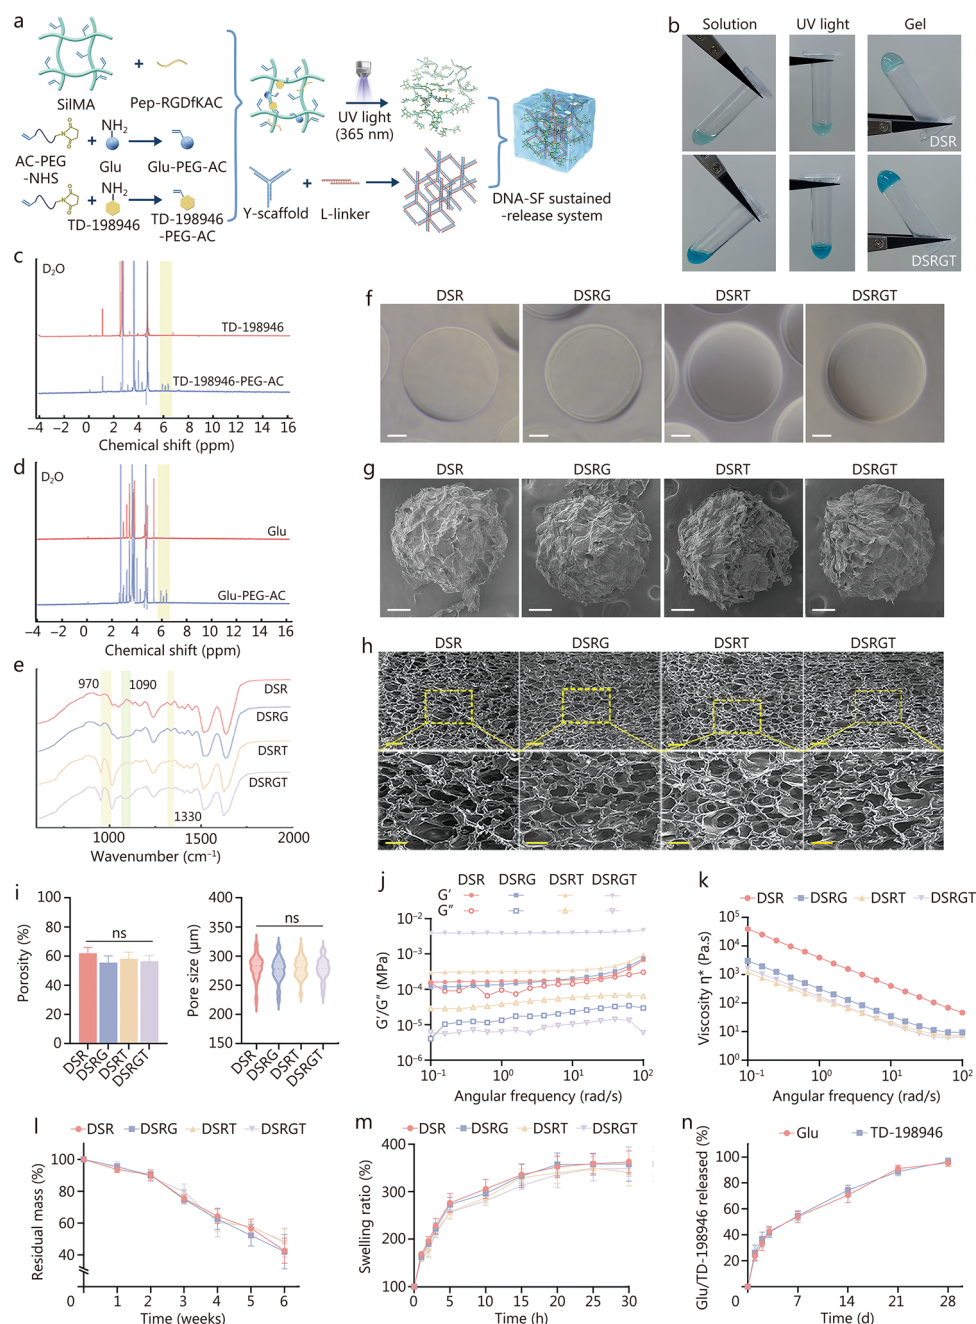 a
SilMA
+
Pep-RGDfKAC
AC-PEG
-NHS
+
NH2
Glu
Glu-PEG-AC
+
NH2
TD-198946
TD-198946
-PEG-AC
UV light
(365 nm)
Y-scaffold
+
L-linker
DNA-SF sustained
-release system
b
Solution
UV light
Gel
DSR
DSRGT
c
D2O
TD-198946
TD-198946-PEG-AC
−4 −2 0 2 4 6 8 10 12 14 16
Chemical shift (ppm)
d
D2O
Glu
Glu-PEG-AC
−4 −2 0 2 4 6 8 10 12 14 16
Chemical shift (ppm)
e
970
1090
DSR
DSRG
DSRT
DSRGT
1330
1000 1500 2000
Wavenumber (cm−1)
f
DSR DSRG DSRT DSRGT
g
DSR DSRG DSRT DSRGT
h
DSR DSRG DSRT DSRGT
i
Porosity (%)
100
80
60
40
20
0
ns
DSR DSRG DSRT DSRGT
Pore size (μm)
400
350
300
250
200
150
ns
DSR DSRG DSRT DSRGT
j
DSR DSRG DSRT DSRGT
G′
G″
G′/G″ (MPa)
10−2
10−3
10−4
10−5
10−6
10−1 100 101 102
Angular frequency (rad/s)
k
DSR DSRG DSRT DSRGT
Viscosity η* (Pa.s)
105
104
103
102
101
100
10−1 100 101 102
Angular frequency (rad/s)
l
DSR DSRG DSRT DSRGT
Residual mass (%)
100
80
60
40
0 1 2 3 4 5 6
Time (weeks)
m
DSR DSRG DSRT DSRGT
Swelling ratio (%)
400
300
200
100
0 5 10 15 20 25 30
Time (h)
n
Glu TD-198946
Glu/TD-198946 released (%)
100
80
60
40
20
0
7 14 21 28
Time (d)